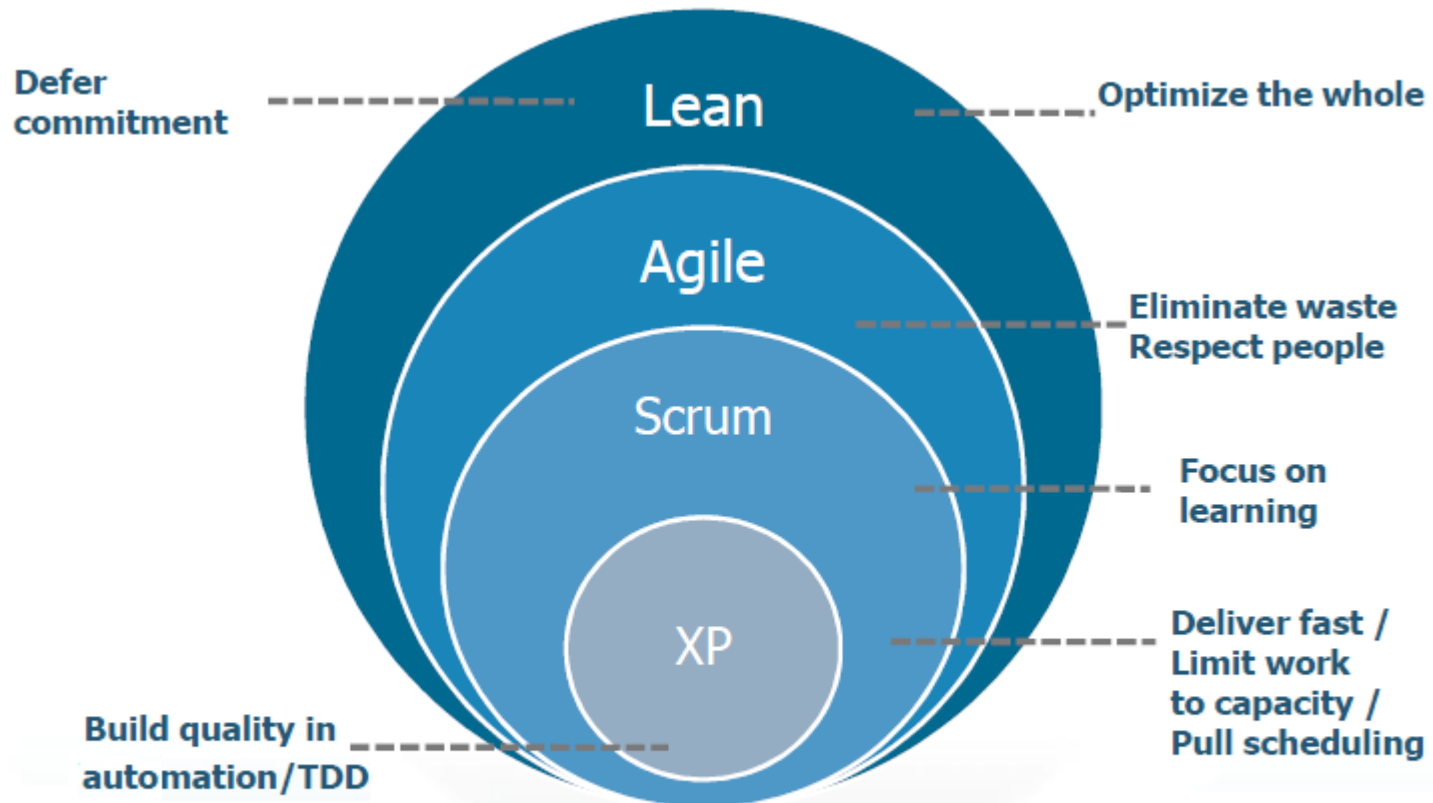 Defer
commitment
Lean
Optimize the whole
Agile
Eliminate waste
Respect people
Scrum
Focus on
learning
XP
Deliver fast /
Limit work
to capacity /
Pull scheduling
Build quality in
automation/TDD